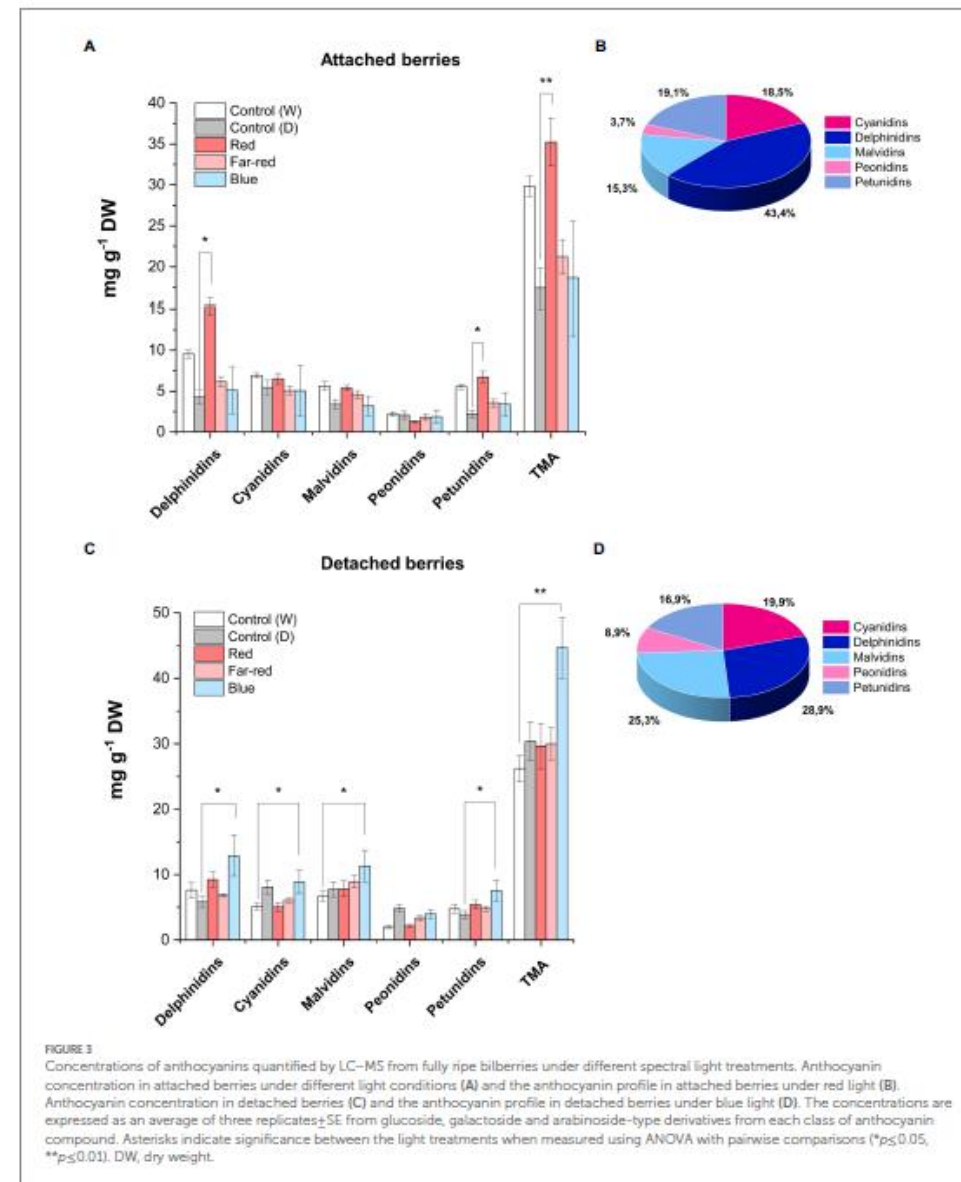 A
Attached berries
**
*
*
40
35
30
25
20
15
10
5
0
mg g⁻¹ DW
Control (W)
Control (D)
Red
Far-red
Blue
Delphinidins
Cyanidins
Malvidins
Peonidins
Petunidins
TMA
B
19,1%
18,5%
3,7%
15,3%
43,4%
Cyanidins
Delphinidins
Malvidins
Peonidins
Petunidins
C
Detached berries
**
*
*
*
*
50
40
30
20
10
0
mg g⁻¹ DW
Control (W)
Control (D)
Red
Far-red
Blue
Delphinidins
Cyanidins
Malvidins
Peonidins
Petunidins
TMA
D
16,9%
19,9%
8,9%
25,3%
28,9%
Cyanidins
Delphinidins
Malvidins
Peonidins
Petunidins
FIGURE 3
Concentrations of anthocyanins quantified by LC–MS from fully ripe bilberries under different spectral light treatments. Anthocyanin
concentration in attached berries under different light conditions (A) and the anthocyanin profile in attached berries under red light (B).
Anthocyanin concentration in detached berries (C) and the anthocyanin profile in detached berries under blue light (D). The concentrations are
expressed as an average of three replicates±SE from glucoside, galactoside and arabinoside-type derivatives from each class of anthocyanin
compound. Asterisks indicate significance between the light treatments when measured using ANOVA with pairwise comparisons (*p≤0.05,
**p≤0.01). DW, dry weight.